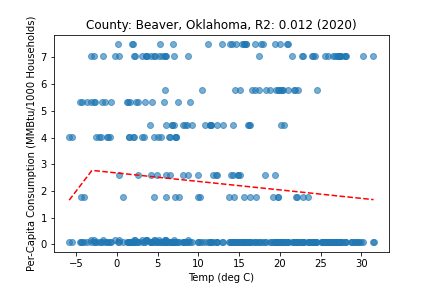 County: Beaver, Oklahoma, R2: 0.012 (2020)
Per-Capita Consumption (MMBtu/1000 Households)
7
6
5
4
3
2
1
0
−5 0 5 10 15 20 25 30
Temp (deg C)